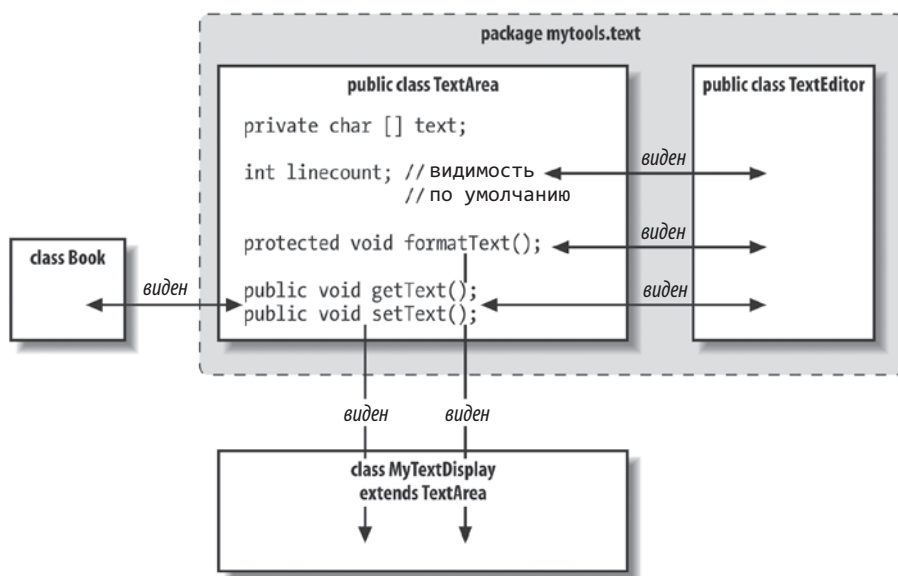 package mytools.text
public class TextArea
private char [] text;
int linecount; // видимость
// по умолчанию
protected void formatText();
public void getText();
public void setText();
public class TextEditor
виден
виден
виден
class Book
виден
виден
виден
class MyTextDisplay
extends TextArea